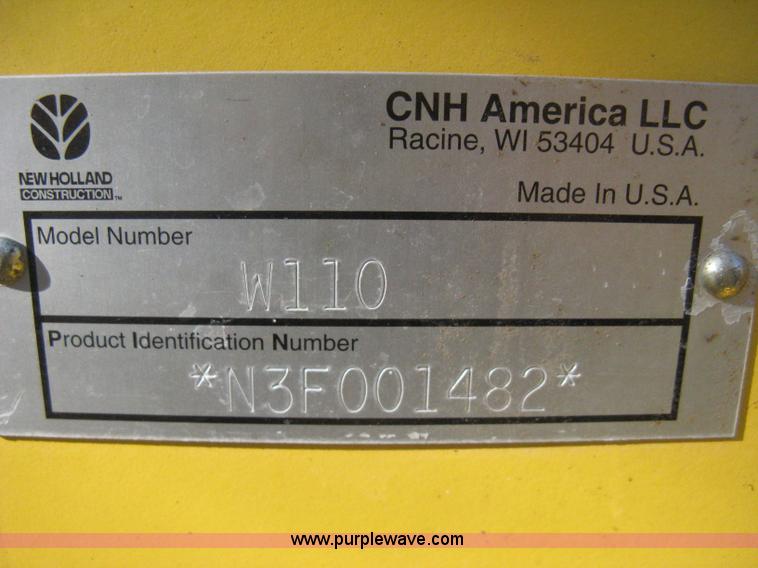 CNH America LLC
Racine, WI 53404 U.S.A.
NEW HOLLAND
CONSTRUCTION™
Made In U.S.A.
Model Number
W110
Product Identification Number
*N3F001482*
www.purplewave.com